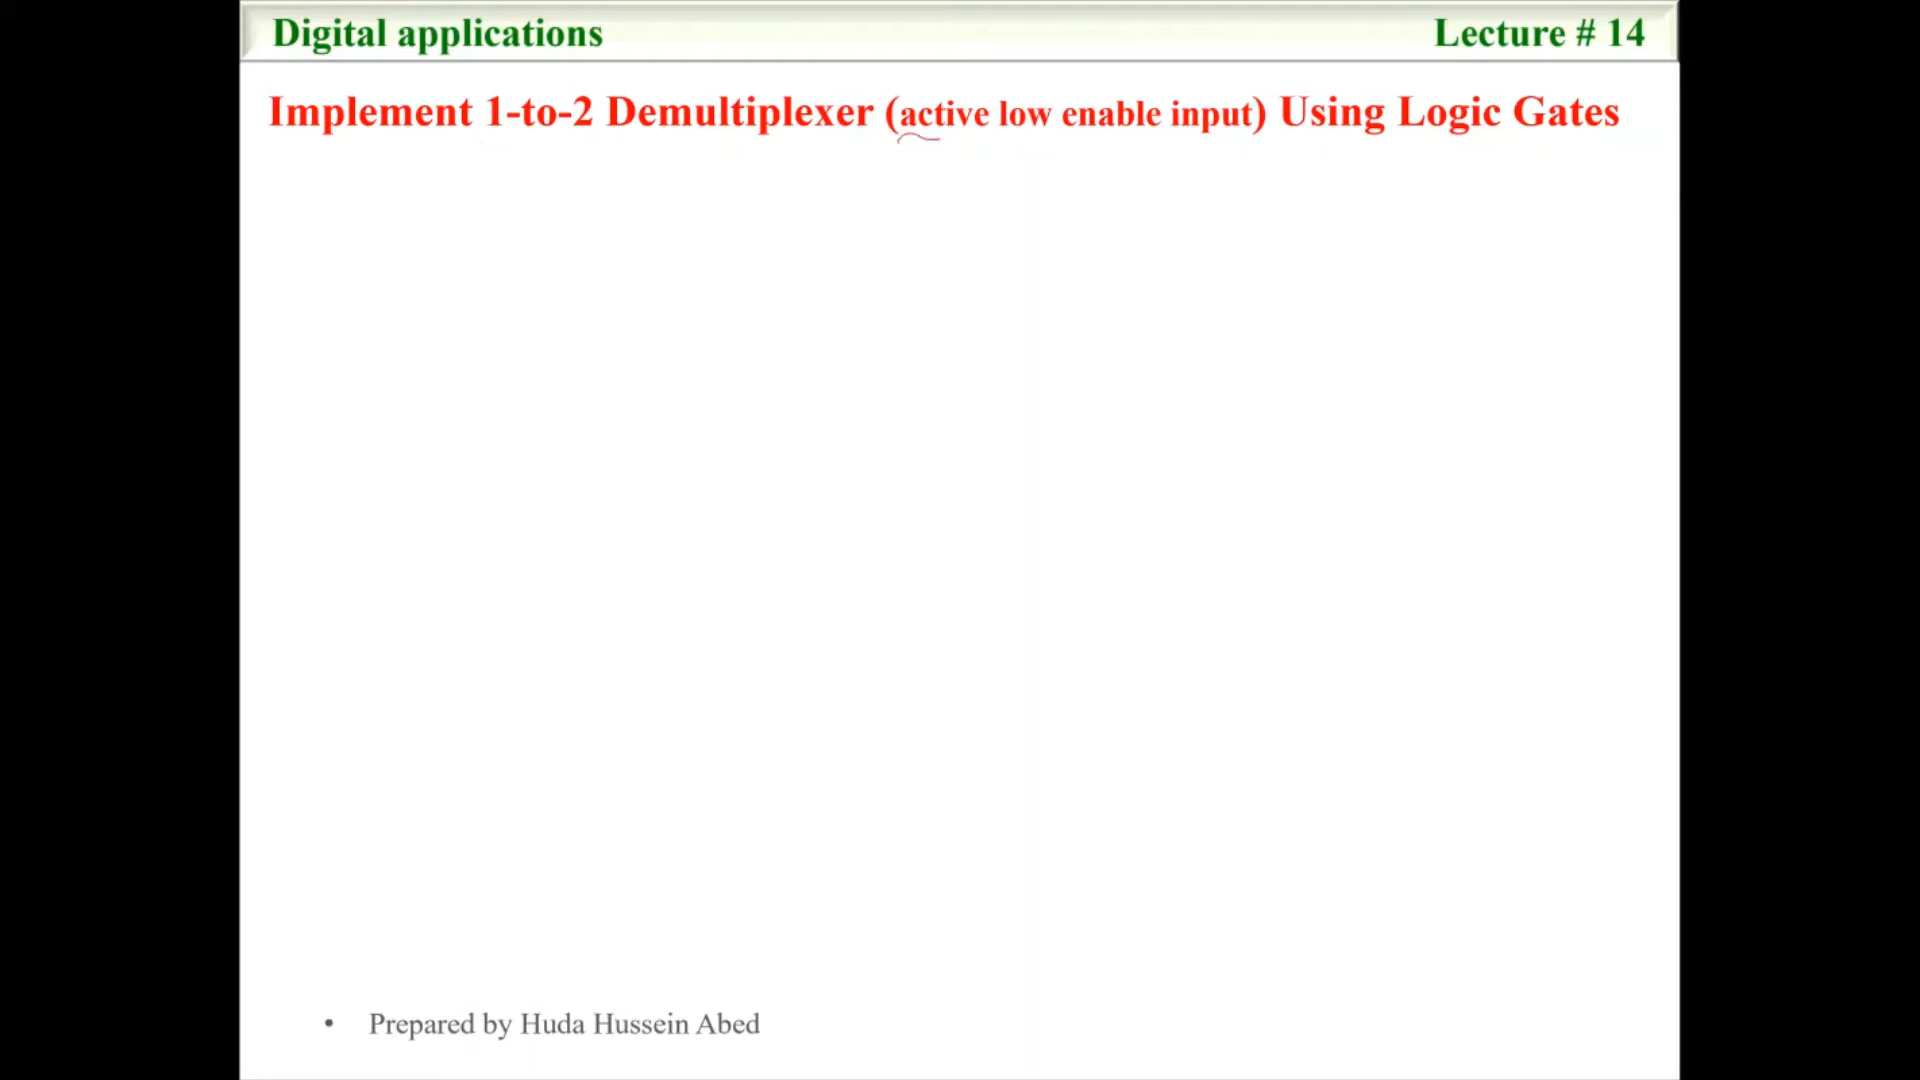 Digital applications Lecture # 14
Implement 1-to-2 Demultiplexer (active low enable input) Using Logic Gates
• Prepared by Huda Hussein Abed